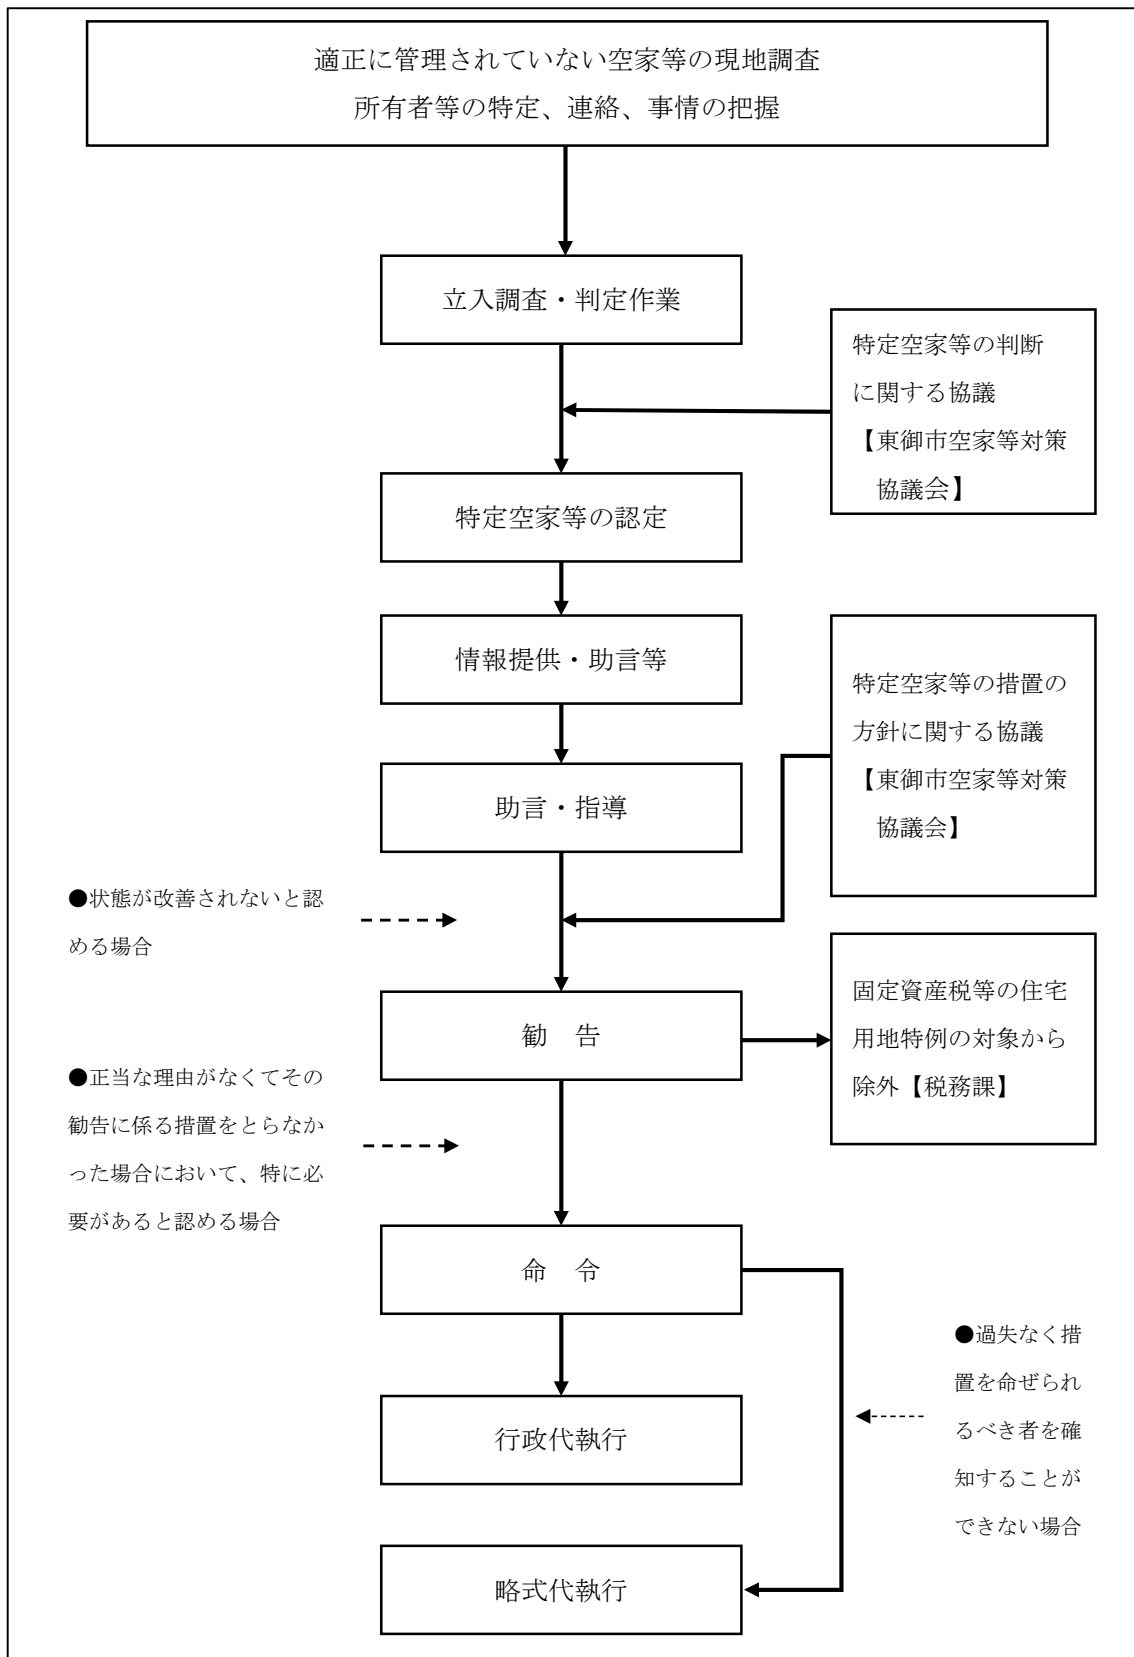 適正に管理されていない空家等の現地調査
所有者等の特定、連絡、事情の把握
立入調査・判定作業
特定空家等の判断
に関する協議
【東御市空家等対策
協議会】
特定空家等の認定
情報提供・助言等
特定空家等の措置の
方針に関する協議
【東御市空家等対策
協議会】
助言・指導
●状態が改善されないと認
める場合
勧 告
固定資産税等の住宅
用地特例の対象から
除外【税務課】
●正当な理由がなくてその
勧告に係る措置をとらなか
った場合において、特に必
要があると認める場合
命 令
●過失なく措
置を命ぜられ
るべき者を確
知することが
できない場合
行政代執行
略式代執行